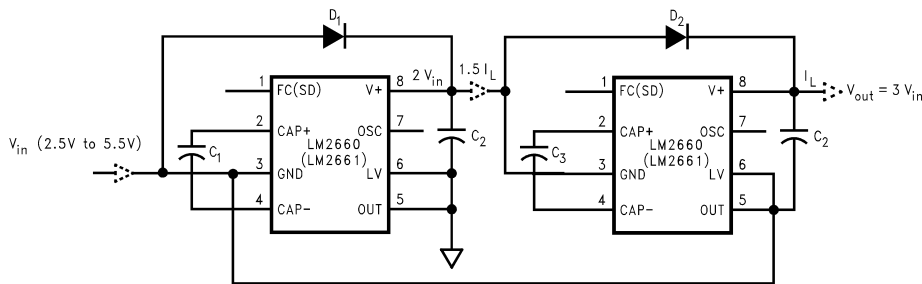 D1
D2
Vin (2.5V to 5.5V)
1 FC(SD) V+ 8
2 CAP+ OSC 7
LM2660
(LM2661)
3 GND LV 6
4 CAP- OUT 5
C1
2 Vin
1.5 IL
C2
1 FC(SD) V+ 8
2 CAP+ OSC 7
LM2660
(LM2661)
3 GND LV 6
4 CAP- OUT 5
C3
IL
Vout = 3 Vin
C2